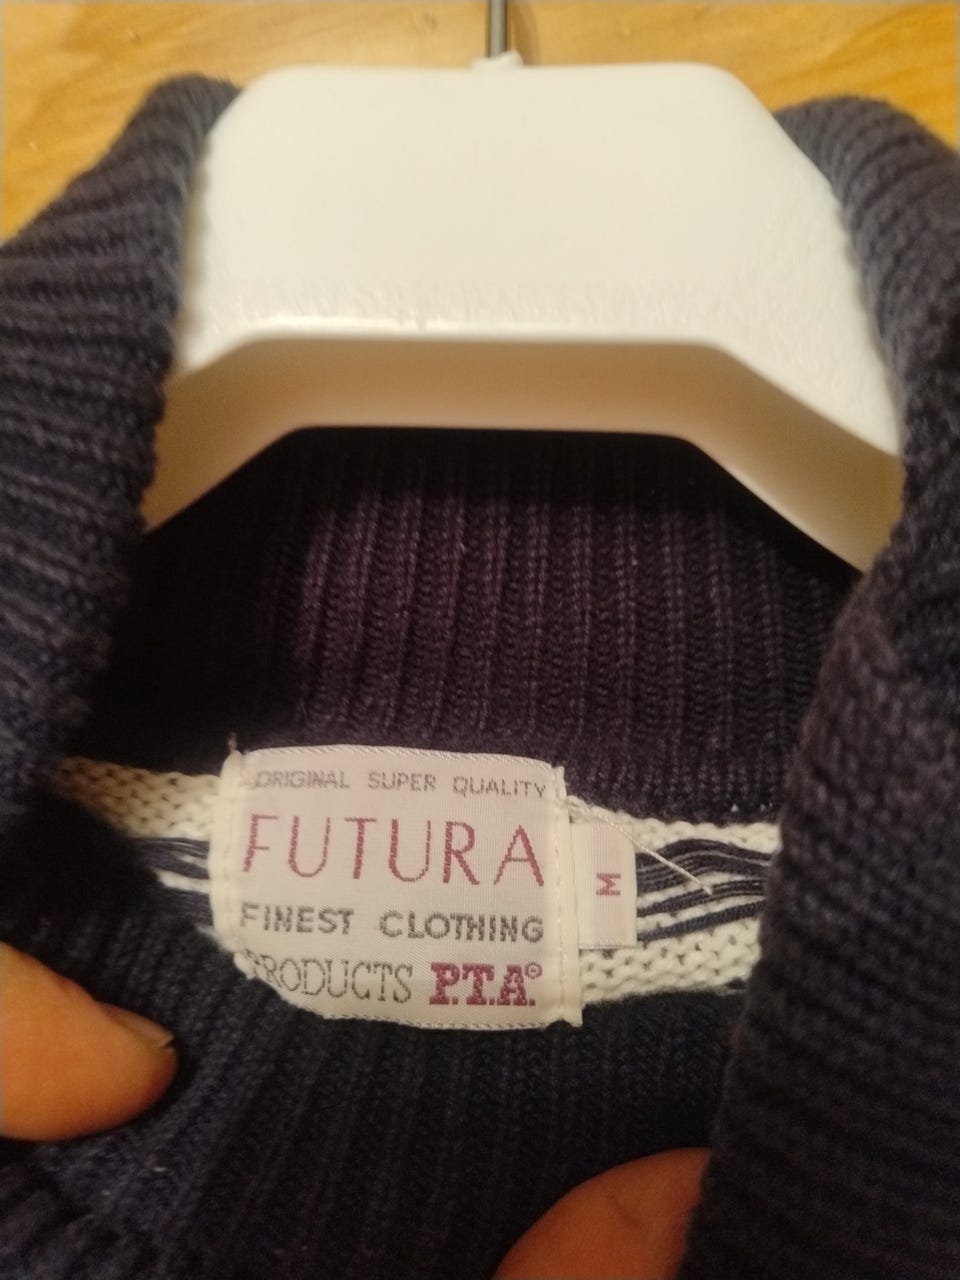 ORIGINAL SUPER QUALITY
FUTURA
FINEST CLOTHING
PRODUCTS P.T.A.®
M